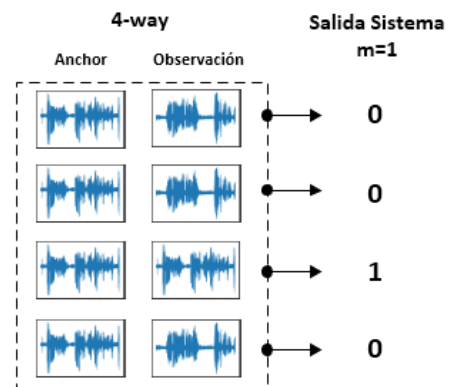 4-way
Salida Sistema
m=1
Anchor Observación
0
0
1
0